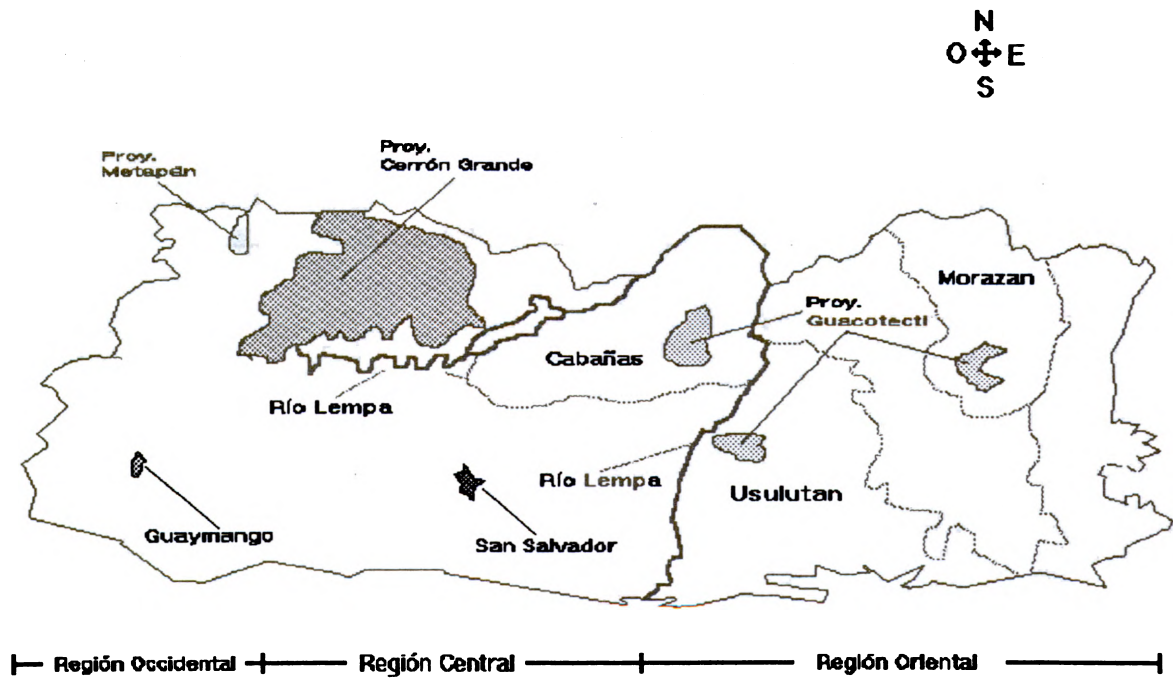 N
O E
S
Proy.
Metapán
Proy.
Cerrón Grande
Morazan
Proy.
Guacotecti
Cabañas
Río Lempa
Río Lempa
Usulutan
Guaymango
San Salvador
Región Occidental
Región Central
Región Oriental